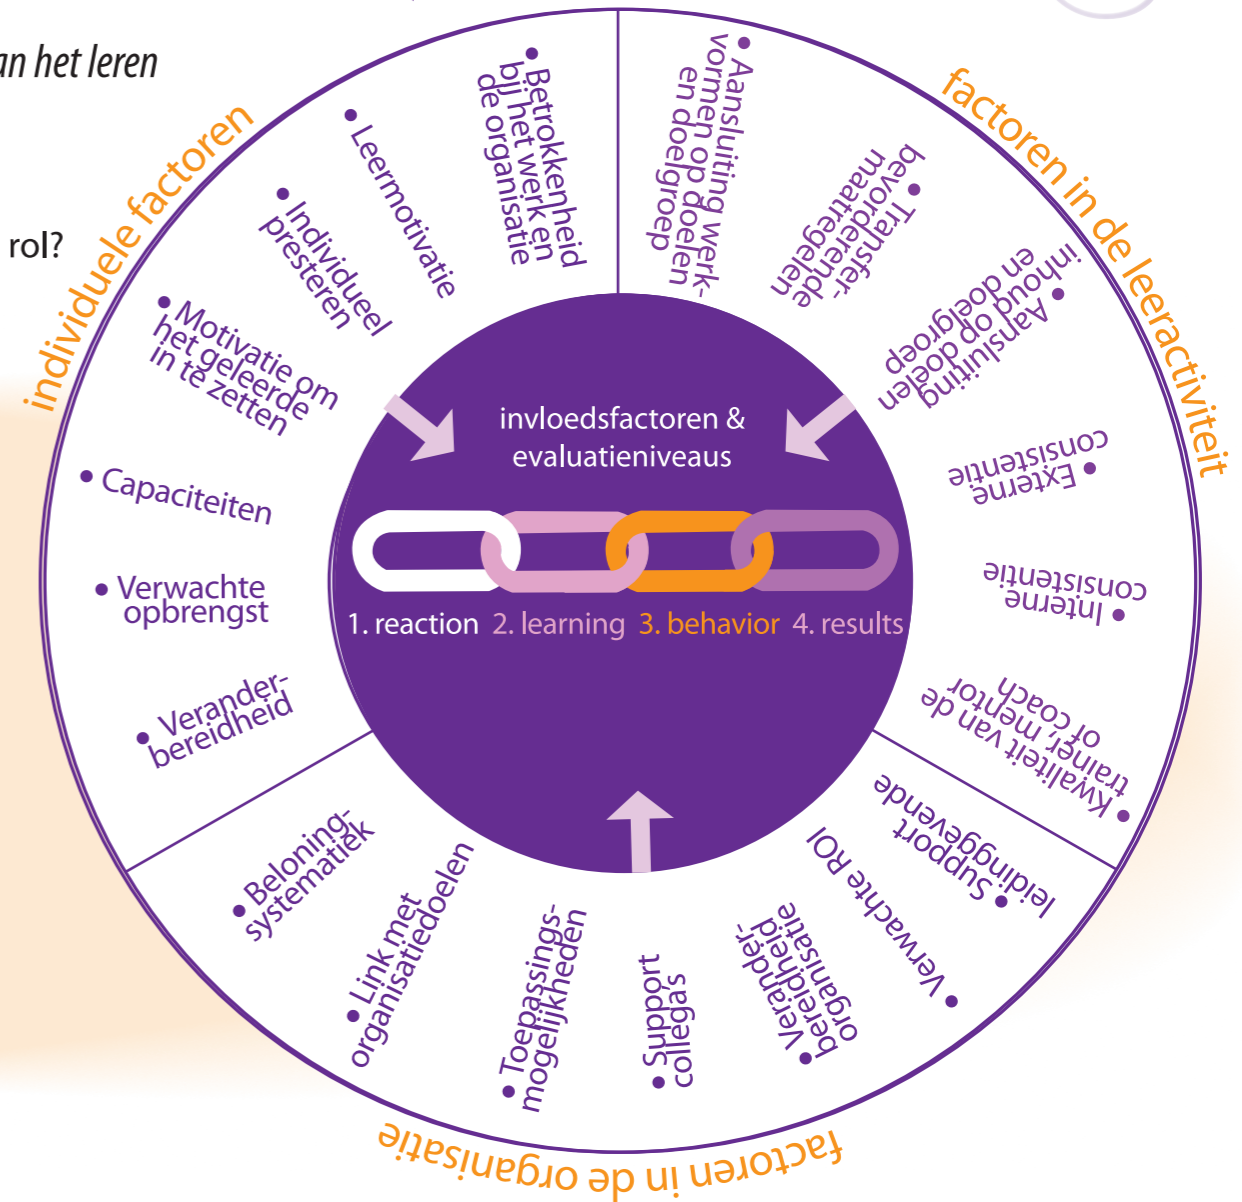 an het leren
rol?
individuele factoren
• Betrokkenheid
bij het werk en
de organisatie
• Leermotivatie
• Individueel
presteren
• Motivatie om
het geleerde
in te zetten
• Capaciteiten
• Verwachte
opbrengst
• Verander-
bereidheid
factoren in de leeractiviteit
• Aansluiting werk-
vormen op doelen
en doelgroep
• Transfer-
bevorderende
maatregelen
• Aansluiting
inhoud op doelen
en doelgroep
• Externe
consistentie
• Interne
consistentie
• Kwaliteit van de
trainer, mentor
of coach
factoren in de organisatie
• Support
leidinggevende
• Verwachte ROI
• Verander-
bereidheid
organisatie
• Support
collega's
• Toepassings-
mogelijkheden
• Link met
organisatiedoelen
• Beloning-
systematiek
invloedsfactoren &
evaluatieniveaus
1. reaction 2. learning 3. behavior 4. results